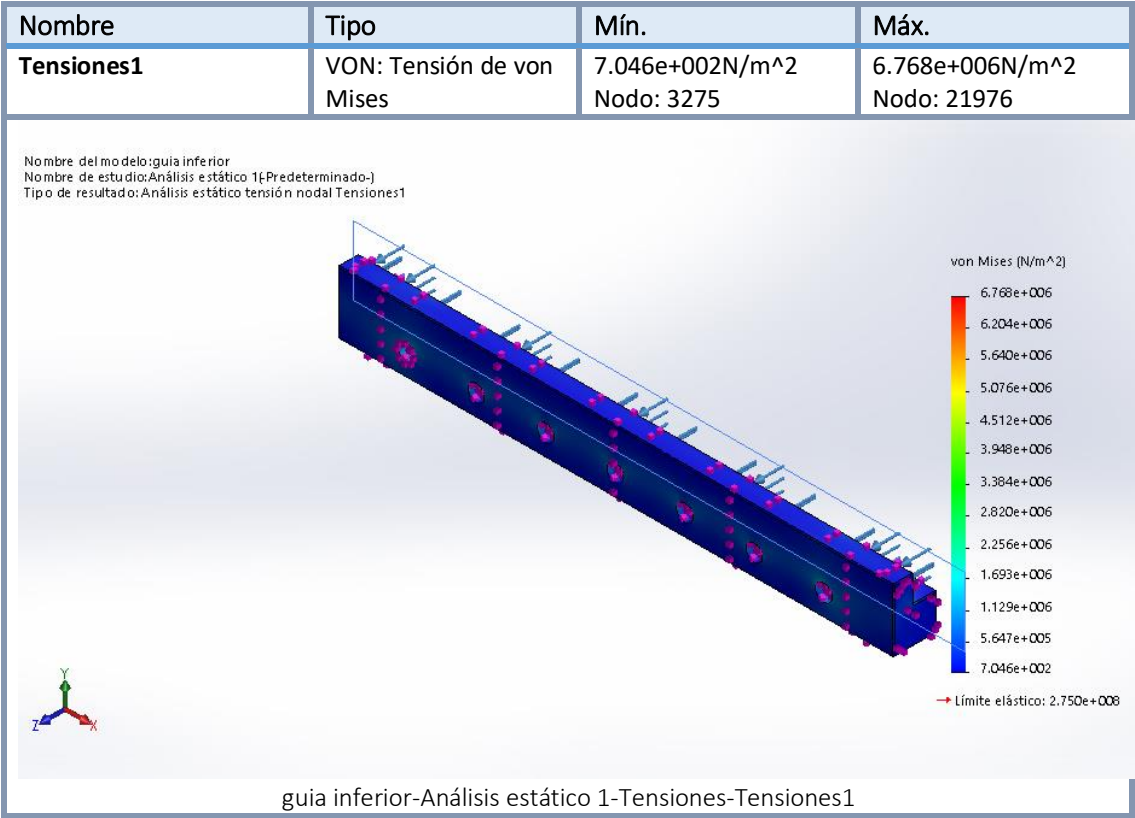 Nombre Tipo Mín. Máx.
Tensiones1 VON: Tensión de von Mises 7.046e+002N/m^2 Nodo: 3275 6.768e+006N/m^2 Nodo: 21976
Nombre del modelo:guia inferior
Nombre de estudio:Análisis estático 1(-Predeterminado-)
Tipo de resultado: Análisis estático tensión nodal Tensiones1
von Mises (N/m^2)
6.768e+006
6.204e+006
5.640e+006
5.076e+006
4.512e+006
3.948e+006
3.384e+006
2.820e+006
2.256e+006
1.693e+006
1.129e+006
5.647e+005
7.046e+002
Límite elástico: 2.750e+008
Y
Z
X
guia inferior-Análisis estático 1-Tensiones-Tensiones1